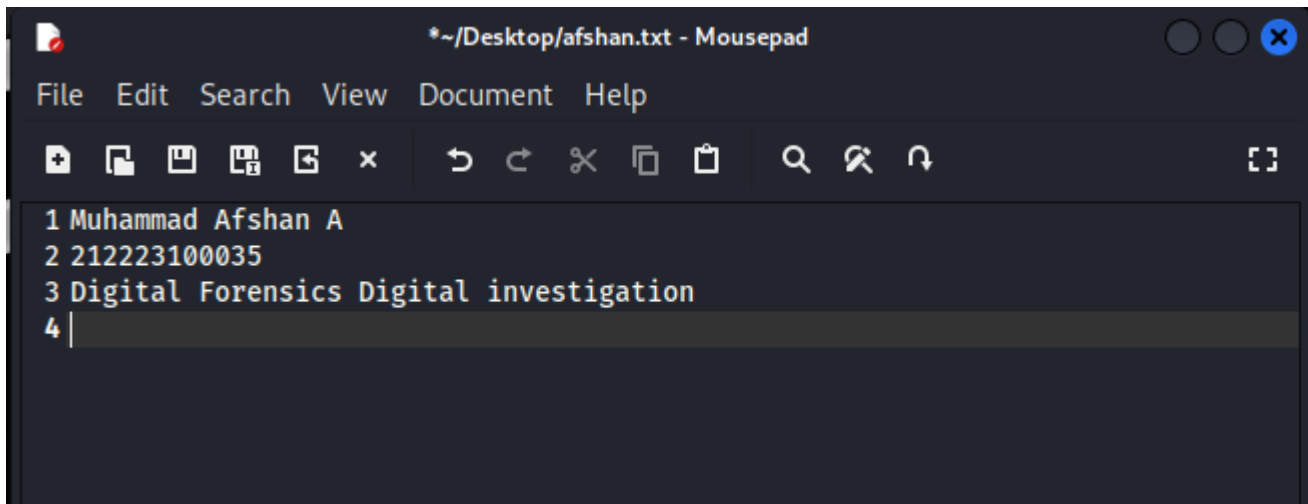 *~/Desktop/afshan.txt - Mousepad
File Edit Search View Document Help
1 Muhammad Afshan A
2 212223100035
3 Digital Forensics Digital investigation
4